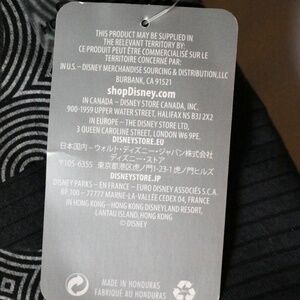 THIS PRODUCT MAY BE SUPPLIED IN
THE RELEVANT TERRITORY BY:
CE PRODUIT PEUT ÊTRE COMMERCIALISÉ SUR LE
TERRITOIRE CONCERNÉ PAR:
IN U.S. – DISNEY MERCHANDISE SOURCING & DISTRIBUTION, LLC
BURBANK, CA 91521
shopDisney.com
IN CANADA – DISNEY STORE CANADA, INC.
900-1959 UPPER WATER STREET, HALIFAX NS B3J 2X2
IN EUROPE – THE DISNEY STORE LTD,
3 QUEEN CAROLINE STREET, LONDON W6 9PE.
DISNEYSTORE.EU
日本国内 – ウォルト・ディズニー・ジャパン株式会社
ディズニー・ストア
〒105-6355 東京都港区虎ノ門1-23-1 虎ノ門ヒルズ
DISNEYSTORE.JP
DISNEY PARKS – EN FRANCE – EURO DISNEY ASSOCIÉS S.C.A.
BP 100 – 77777 MARNE-LA-VALLÉE CEDEX 04, FRANCE
IN HONG KONG – HONG KONG DISNEYLAND RESORT,
LANTAU ISLAND, HONG KONG
© DISNEY
MADE IN HONDURAS
FABRIQUÉ AU HONDURAS